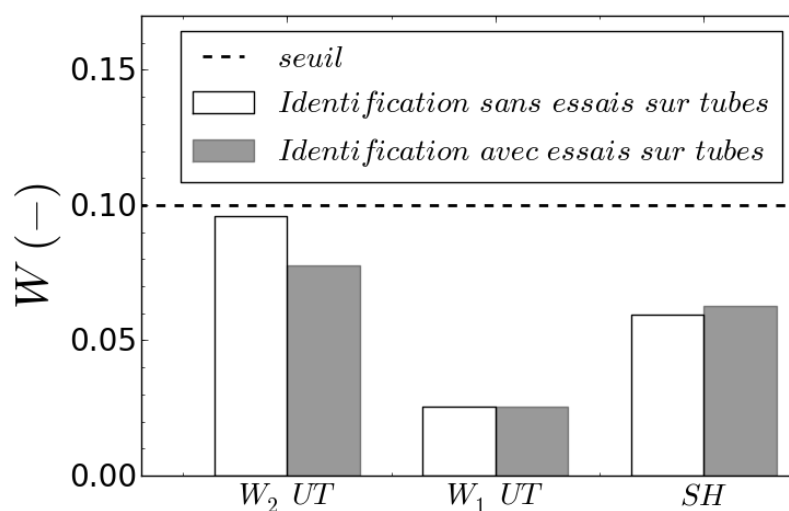 seuil
Identification sans essais sur tubes
Identification avec essais sur tubes
W (−)
0.15
0.10
0.05
0.00
W₂ UT W₁ UT SH